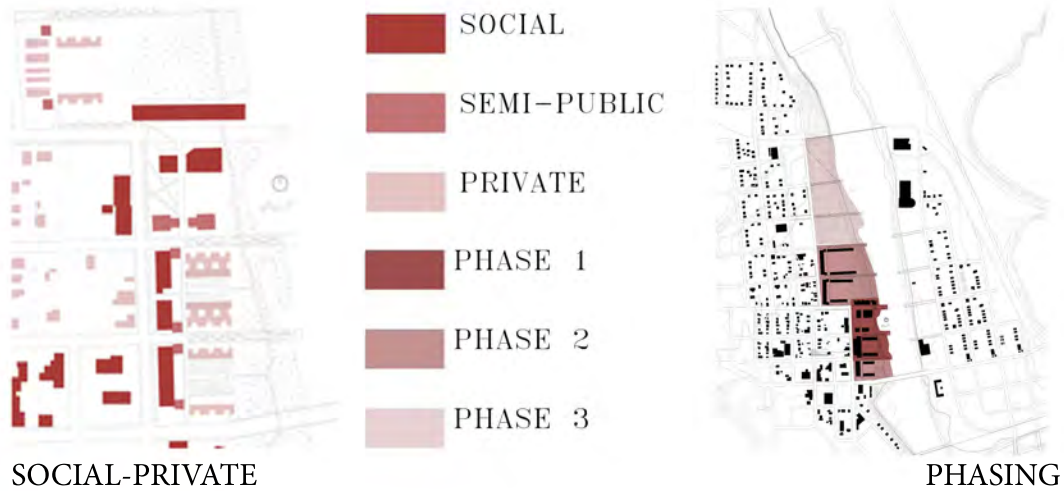 SOCIAL
SEMI-PUBLIC
PRIVATE
PHASE 1
PHASE 2
PHASE 3
SOCIAL-PRIVATE
PHASING